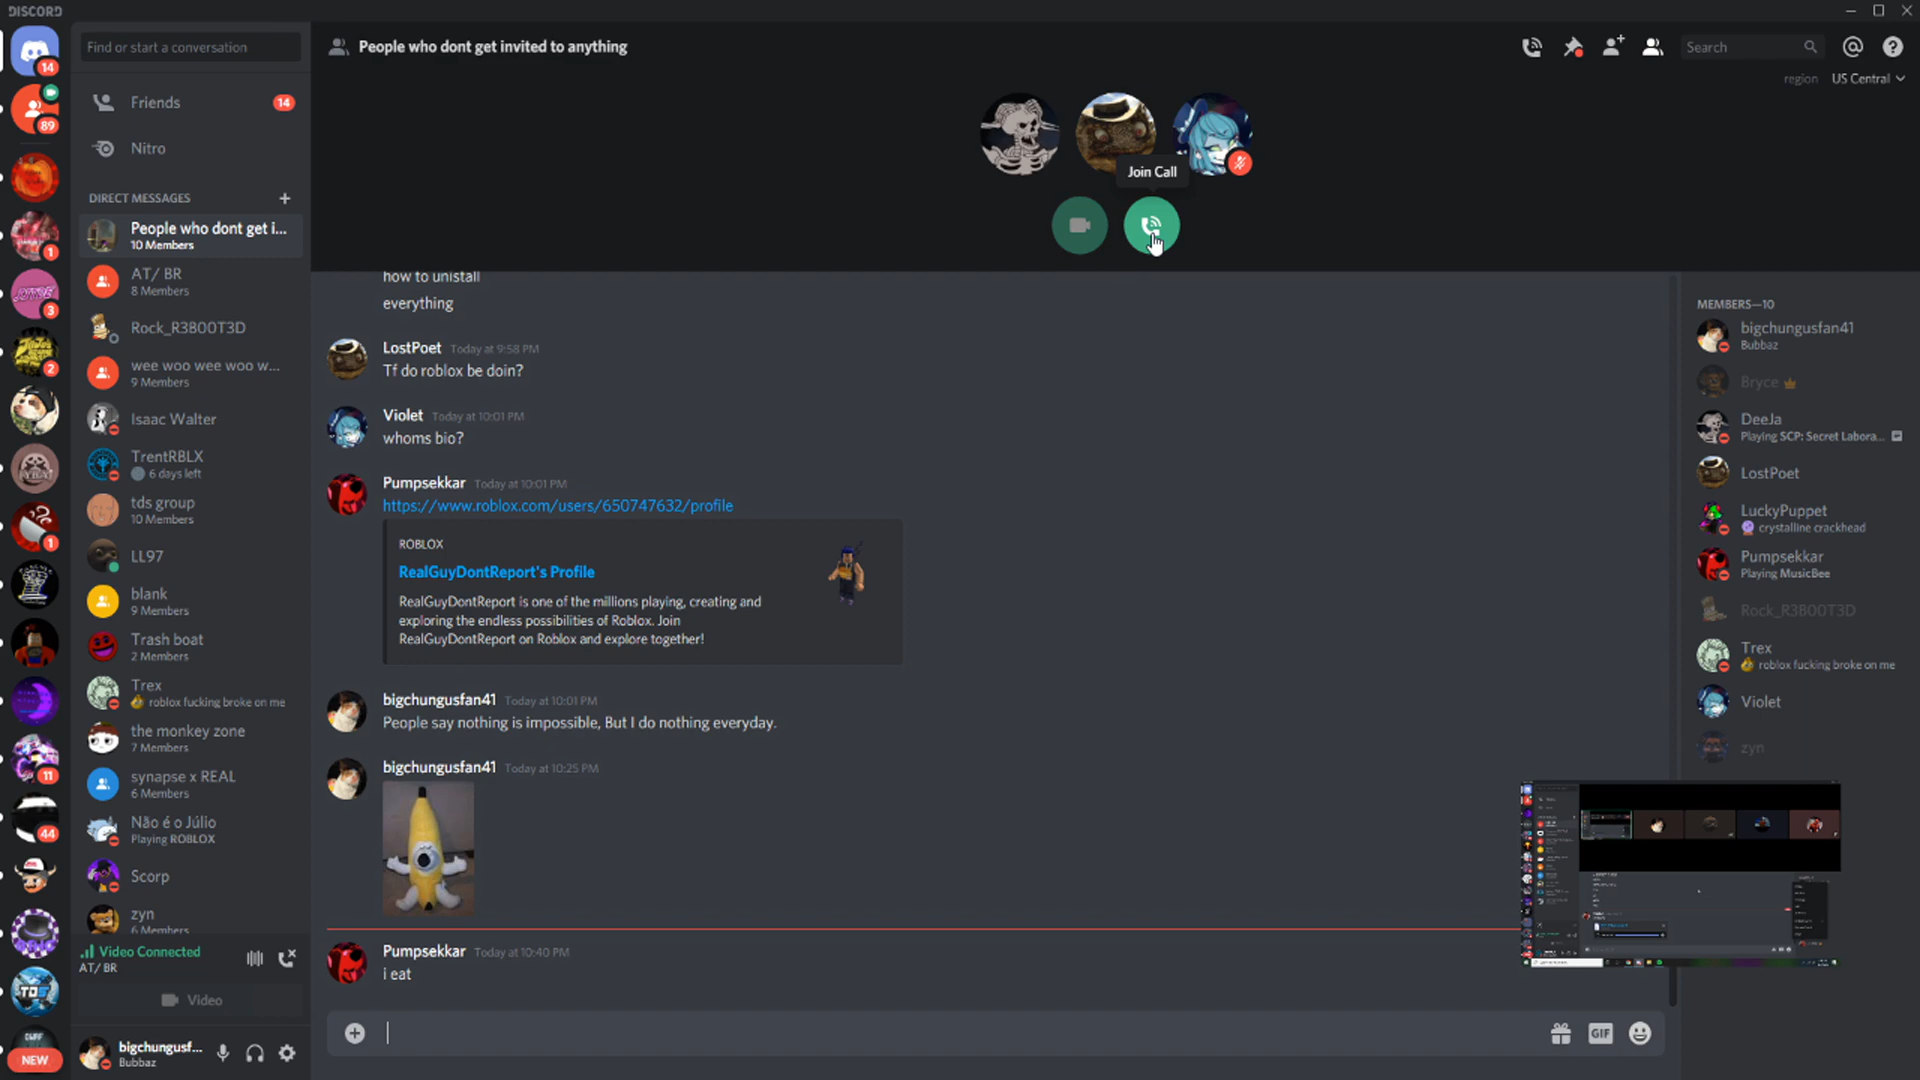 DISCORD
14
89
1
3
2
1
11
44
NEW
Find or start a conversation
Friends
14
Nitro
DIRECT MESSAGES
People who dont get i...
10 Members
AT/ BR
8 Members
Rock_R3B00T3D
wee woo wee woo w...
9 Members
Isaac Walter
TrentRBLX
6 days left
tds group
10 Members
LL97
blank
9 Members
Trash boat
2 Members
Trex
roblox fucking broke on me
the monkey zone
7 Members
synapse x REAL
6 Members
Não é o Júlio
Playing ROBLOX
Scorp
zyn
6 Members
Video Connected
AT/ BR
Video
bigchungusf...
Bubbaz
People who dont get invited to anything
Search
region US Central
Join Call
how to unistall
everything
LostPoet Today at 9:58 PM
Tf do roblox be doin?
Violet Today at 10:01 PM
whoms bio?
Pumpsekkar Today at 10:01 PM
https://www.roblox.com/users/650747632/profile
ROBLOX
RealGuyDontReport's Profile
RealGuyDontReport is one of the millions playing, creating and
exploring the endless possibilities of Roblox. Join
RealGuyDontReport on Roblox and explore together!
bigchungusfan41 Today at 10:01 PM
People say nothing is impossible, But I do nothing everyday.
bigchungusfan41 Today at 10:25 PM
Pumpsekkar Today at 10:40 PM
i eat
GIF
MEMBERS—10
bigchungusfan41
Bubbaz
Bryce
DeeJa
Playing SCP: Secret Labora...
LostPoet
LuckyPuppet
crystalline crackhead
Pumpsekkar
Playing MusicBee
Rock_R3B00T3D
Trex
roblox fucking broke on me
Violet
zyn